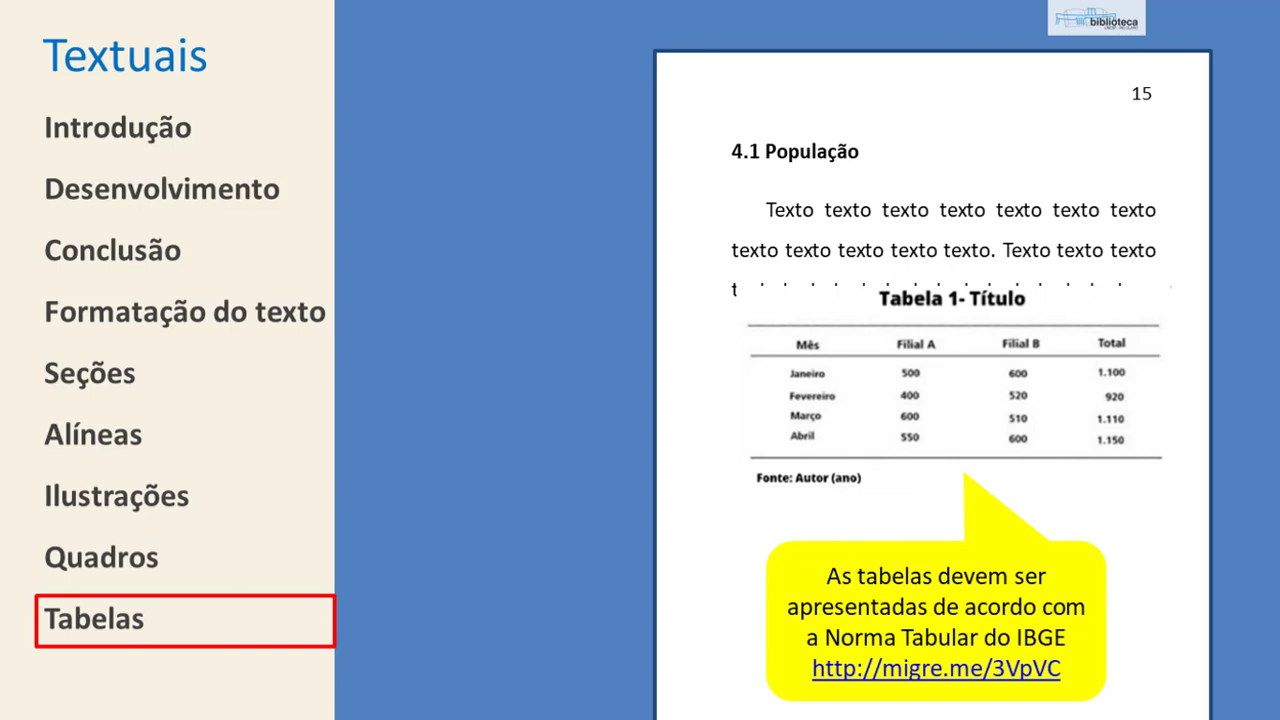 Textuais
Introdução
Desenvolvimento
Conclusão
Formatação do texto
Seções
Alíneas
Ilustrações
Quadros
Tabelas
biblioteca
15
4.1 População
Texto texto texto texto texto texto texto
texto texto texto texto texto. Texto texto texto
Tabela 1- Título
Mês Filial A Filial B Total
Janeiro 500 600 1.100
Fevereiro 400 520 920
Março 600 510 1.110
Abril 550 600 1.150
Fonte: Autor (ano)
As tabelas devem ser
apresentadas de acordo com
a Norma Tabular do IBGE
http://migre.me/3VpVC